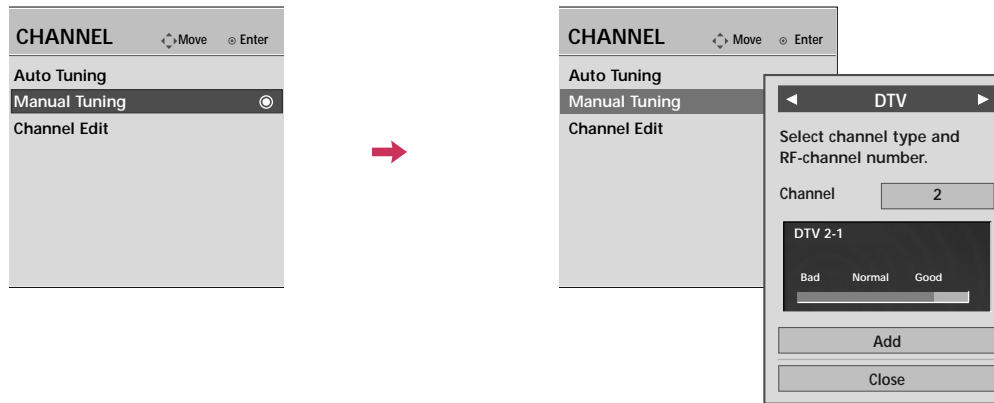 CHANNEL Move Enter
Auto Tuning
Manual Tuning
Channel Edit
CHANNEL Move Enter
Auto Tuning
Manual Tuning
Channel Edit
DTV
Select channel type and
RF-channel number.
Channel 2
DTV 2-1
Bad Normal Good
Add
Close